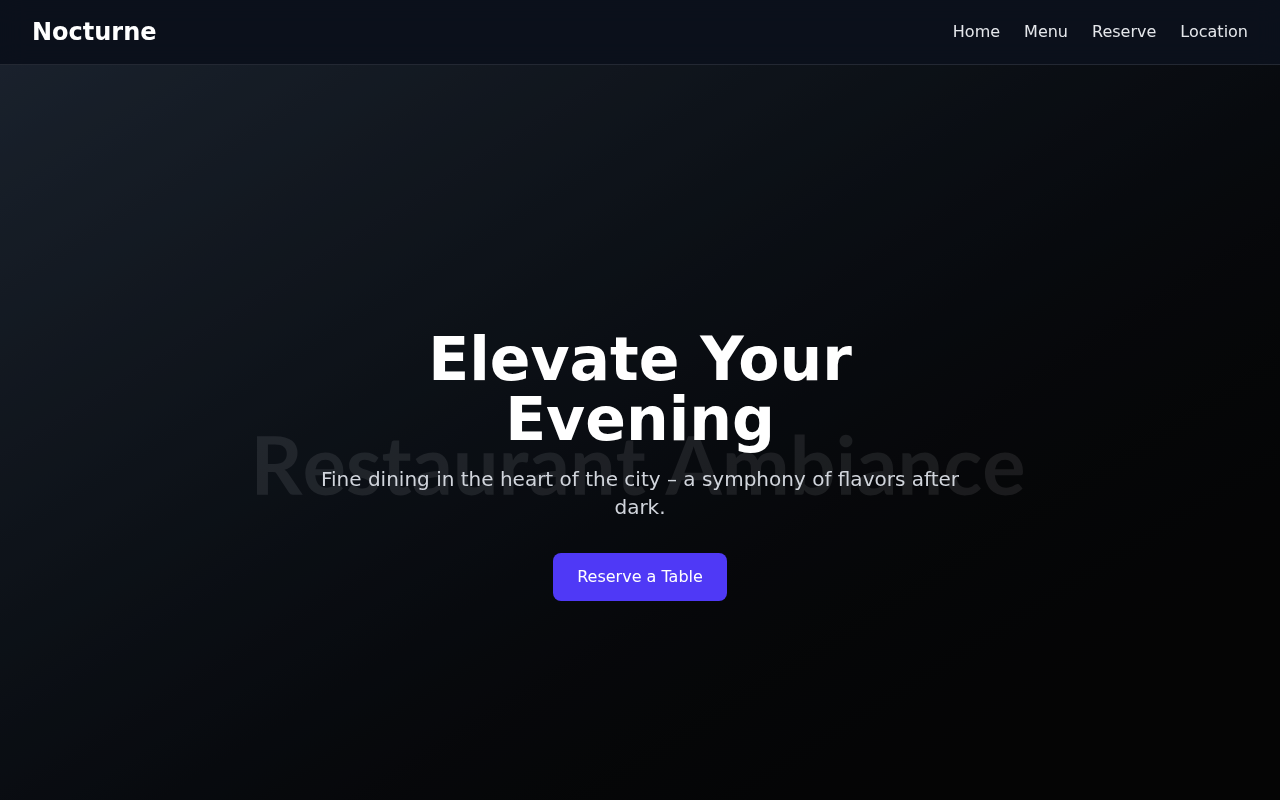 Nocturne
Home Menu Reserve Location
Elevate Your
Evening
Restaurant Ambiance
Fine dining in the heart of the city – a symphony of flavors after
dark.
Reserve a Table